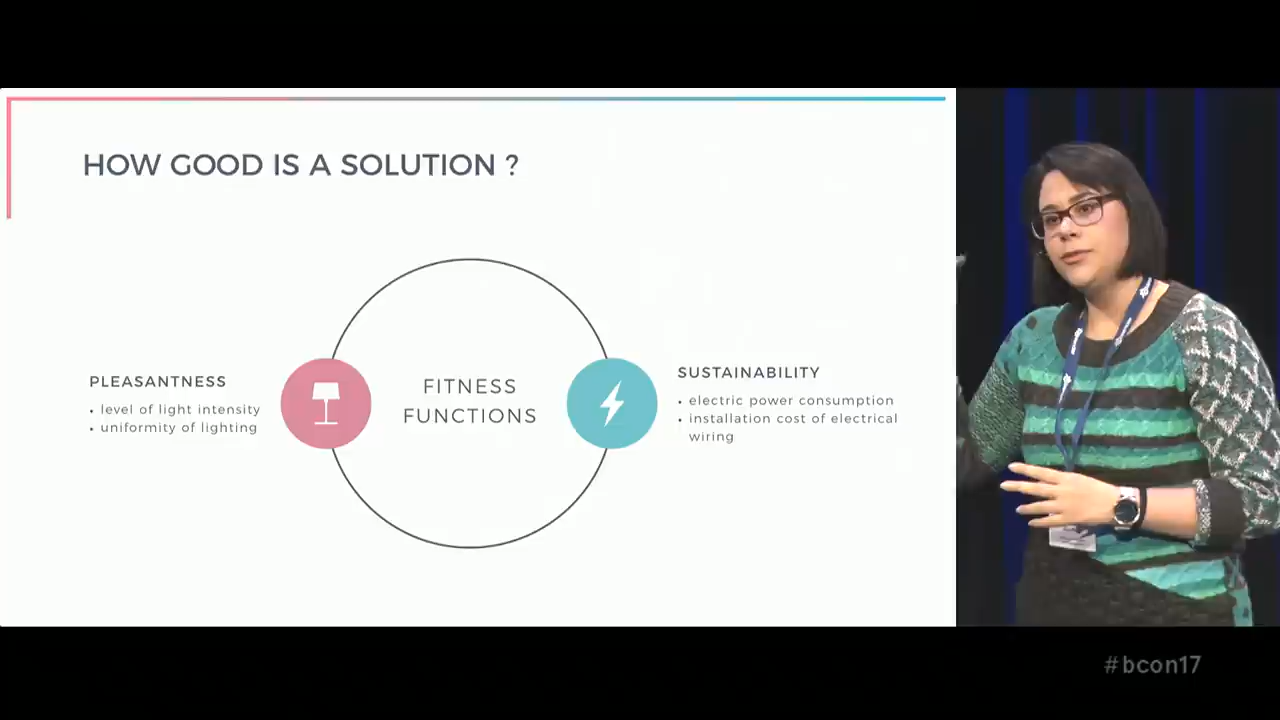 HOW GOOD IS A SOLUTION ?
PLEASANTNESS
• level of light intensity
• uniformity of lighting
FITNESS
FUNCTIONS
SUSTAINABILITY
• electric power consumption
• installation cost of electrical
wiring
#bcon17